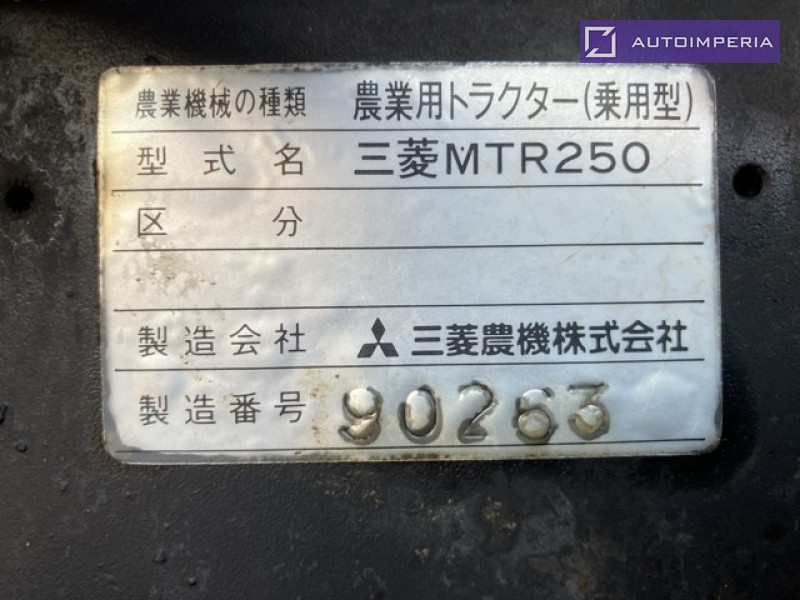 AUTOIMPERIA
農業機械の種類 農業用トラクター(乗用型)
型式名 三菱MTR250
区分
製造会社 三菱農機株式会社
製造番号 90263